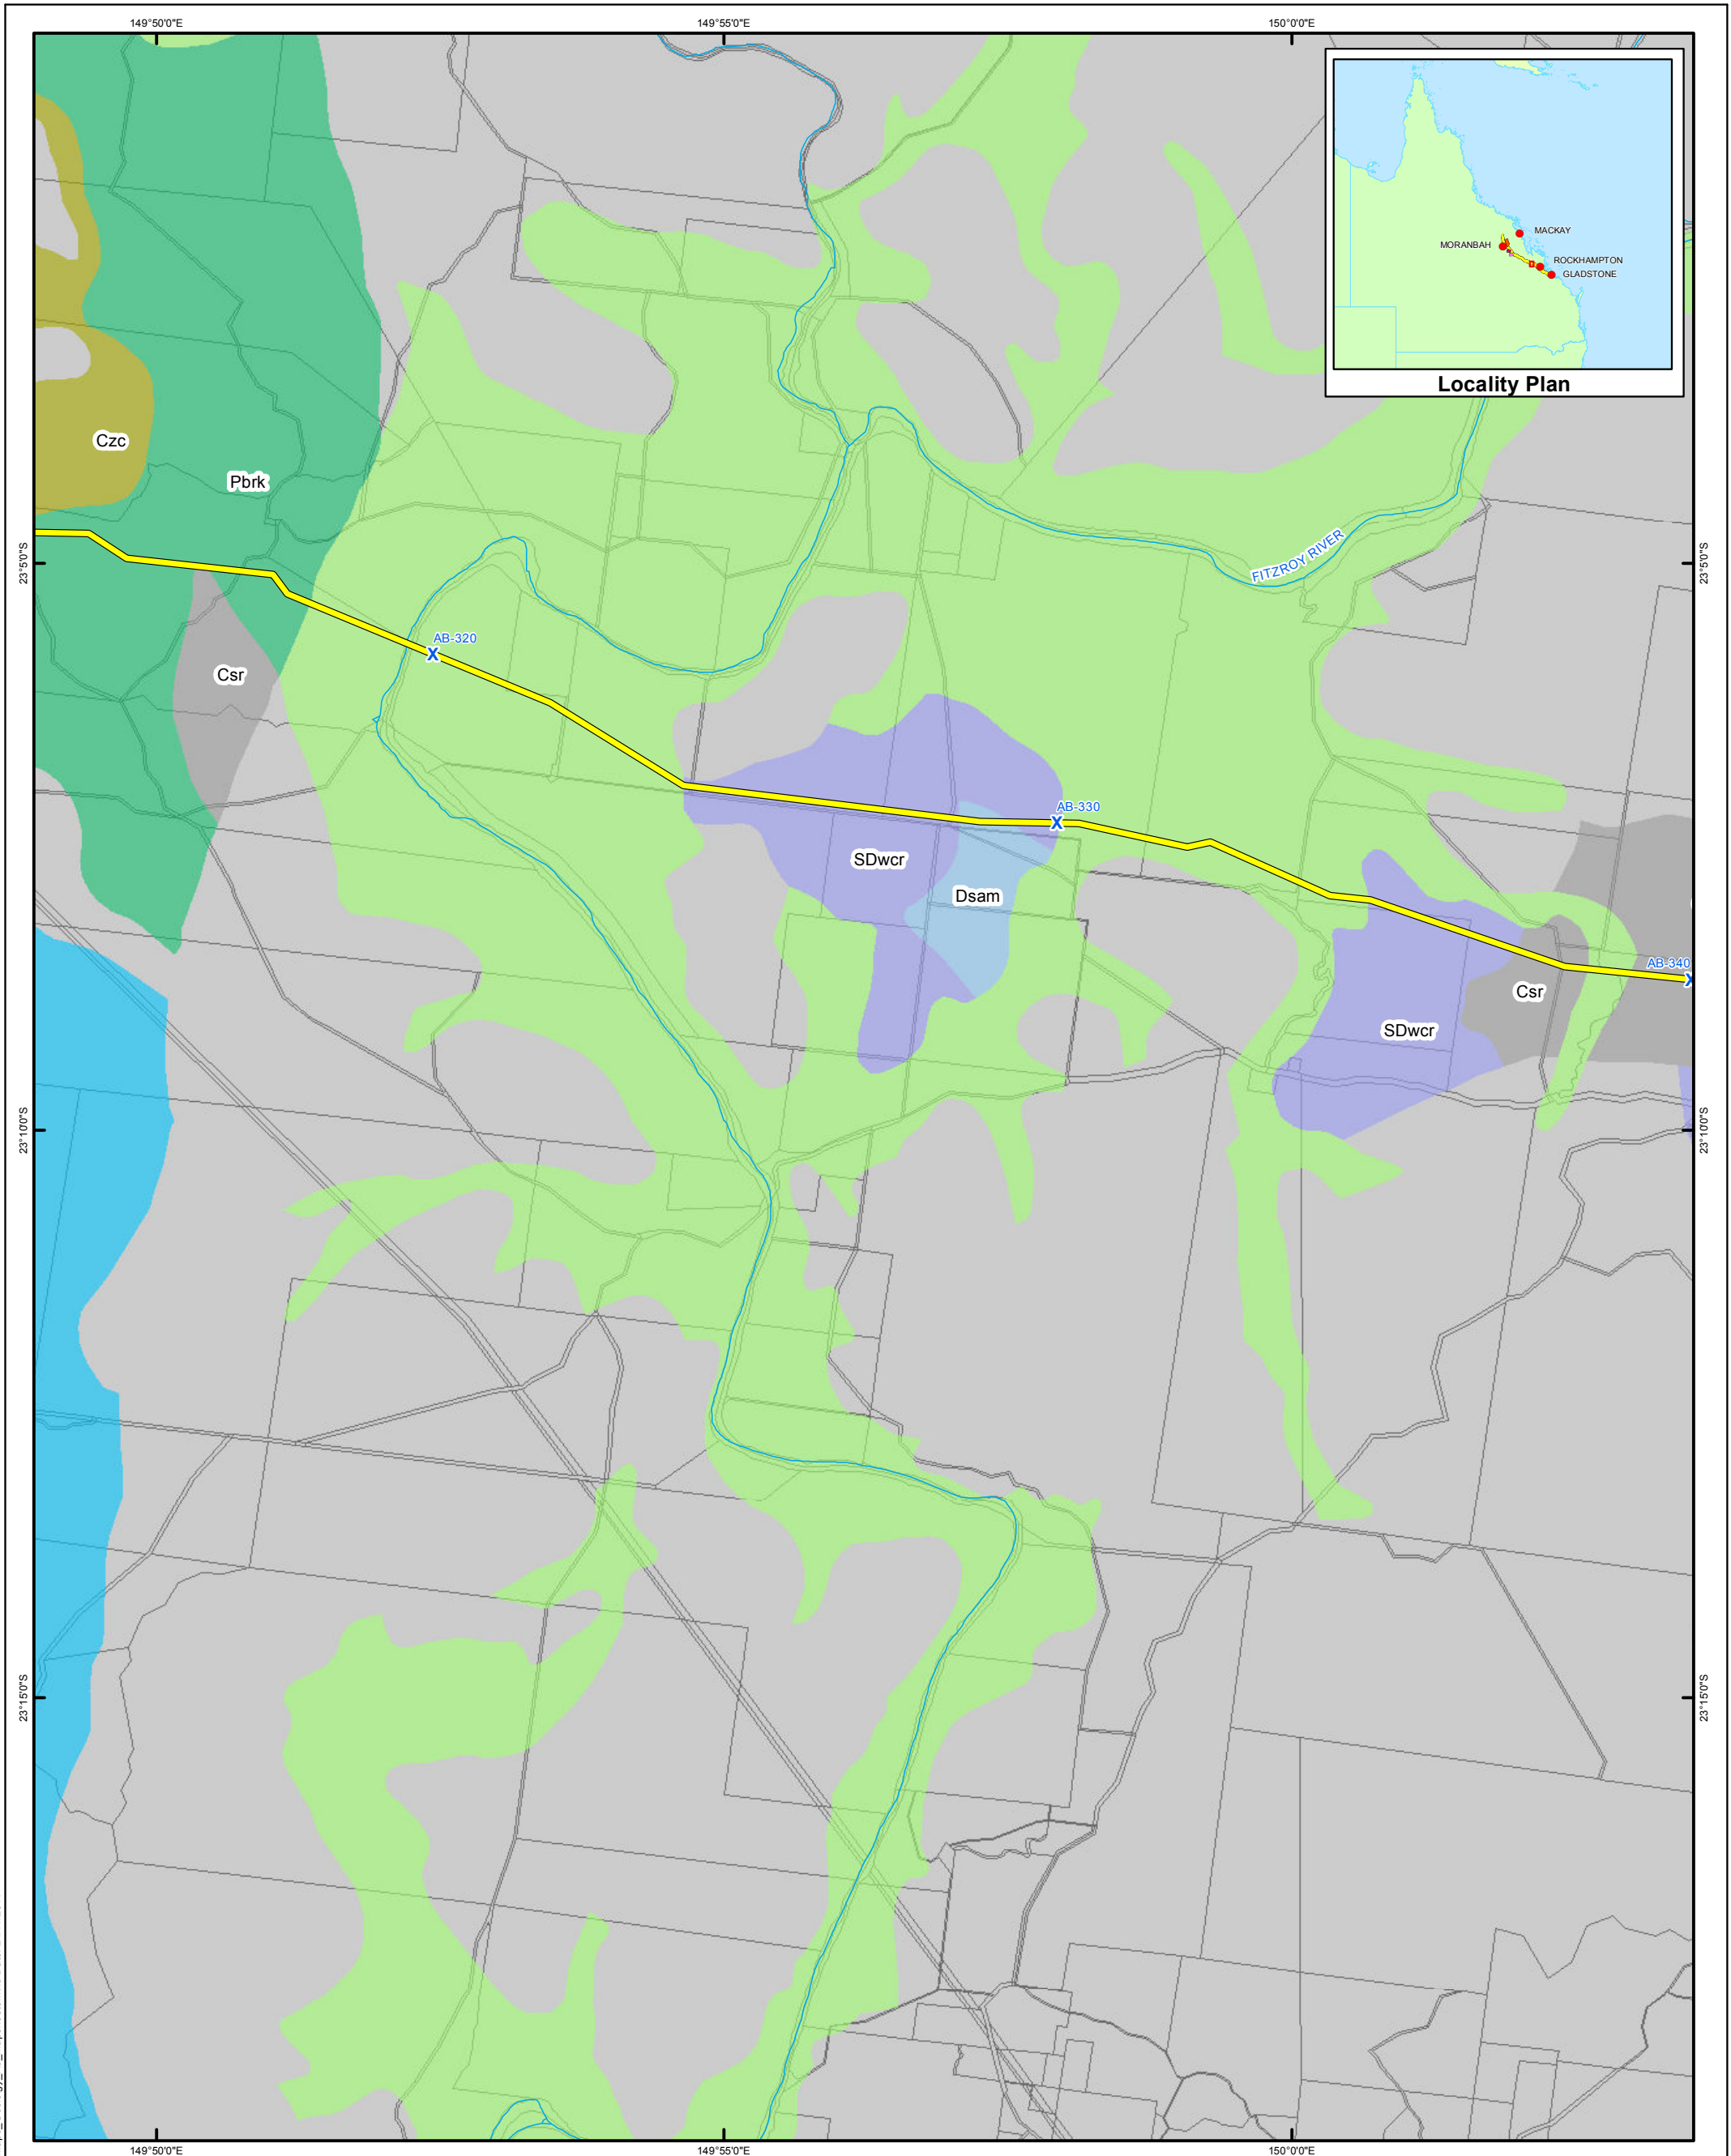 149°50'0"E
149°55'0"E
150°0'0"E
MACKAY
MORANBAH
ROCKHAMPTON
GLADSTONE
Locality Plan
Czc
Pbrk
FITZROY RIVER
23°5'0"S
23°5'0"S
AB-320
Csr
AB-330
SDwcr
Dsam
AB-340
Csr
SDwcr
23°10'0"S
23°10'0"S
23°15'0"S
23°15'0"S
149°50'0"E
149°55'0"E
150°0'0"E